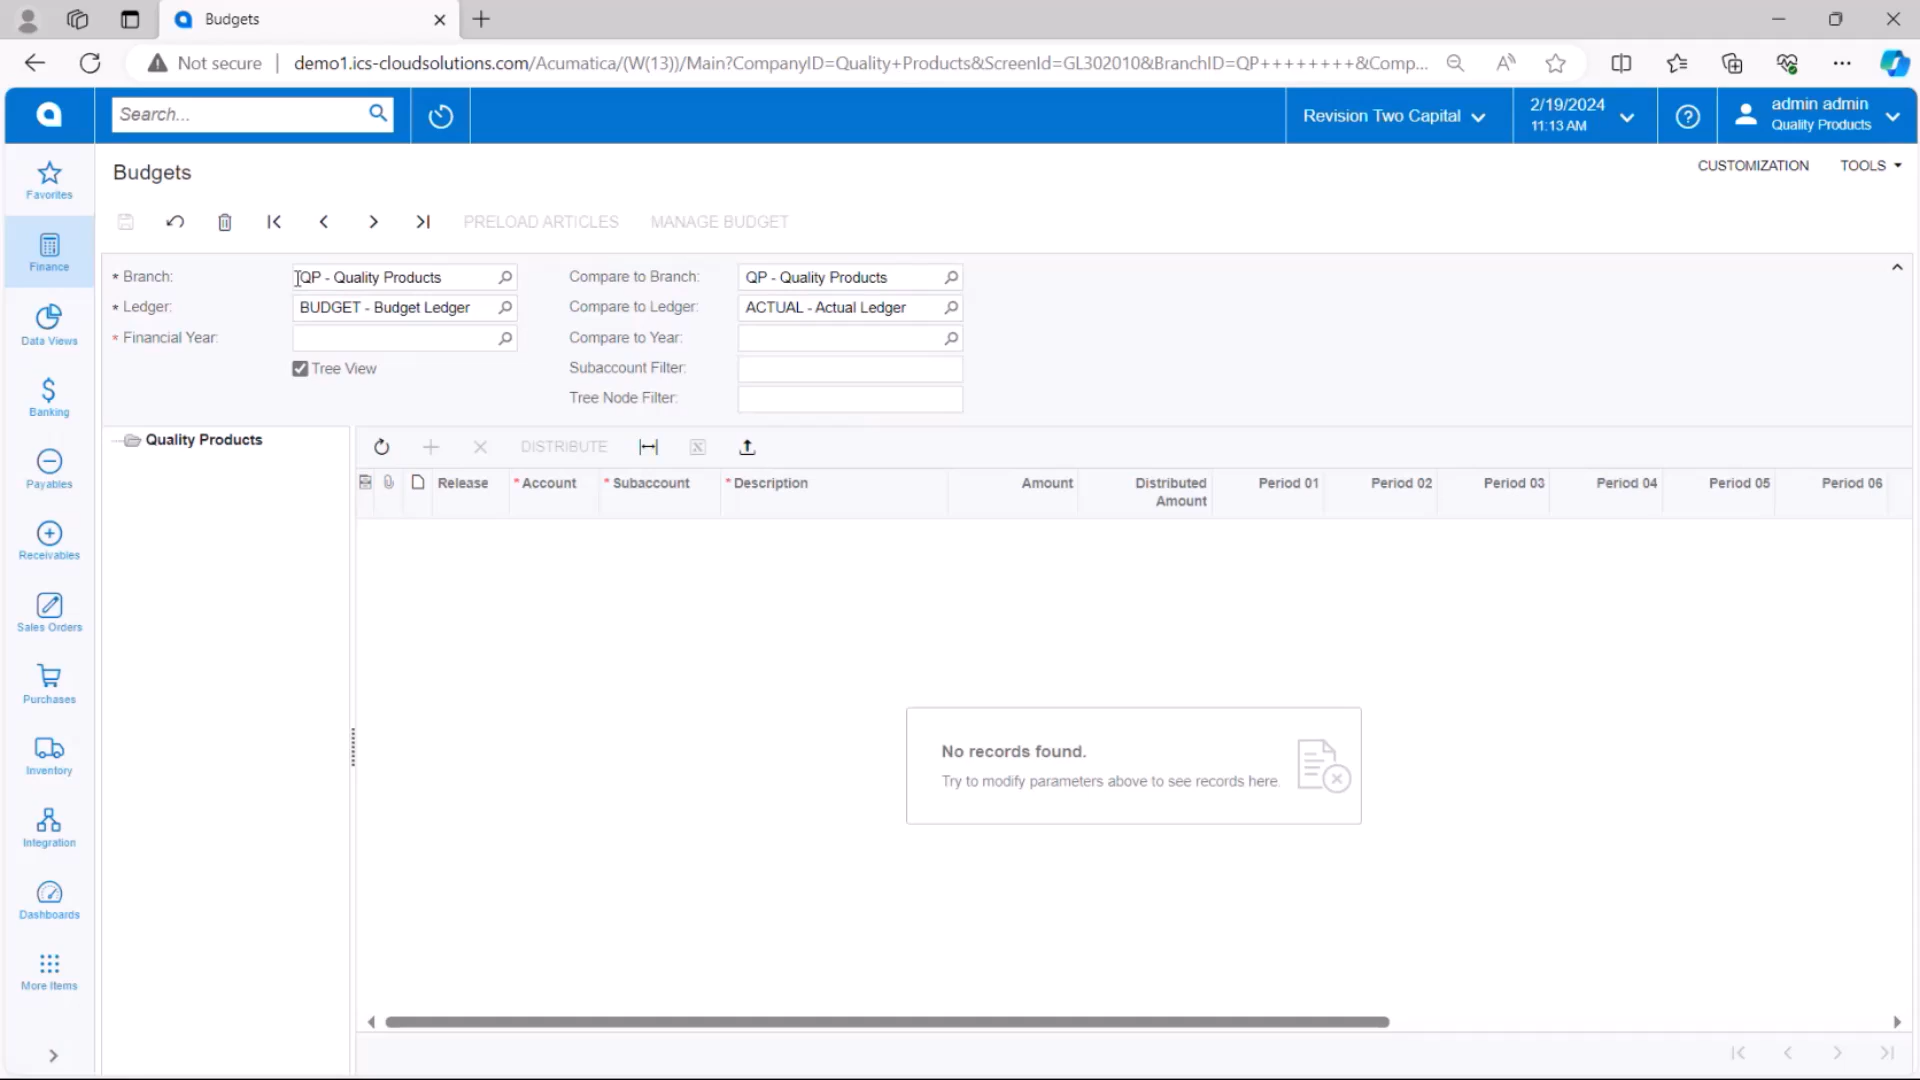 Budgets
Not secure
demo1.ics-cloudsolutions.com/Acumatica/(W(13))/Main?CompanyID=Quality+Products&ScreenId=GL302010&BranchID=QP++++++++&Comp...
Search...
Revision Two Capital
2/19/2024
11:13 AM
admin admin
Quality Products
Favorites
Finance
Data Views
Banking
Payables
Receivables
Sales Orders
Purchases
Inventory
Integration
Dashboards
More Items
Budgets
CUSTOMIZATION TOOLS
PRELOAD ARTICLES MANAGE BUDGET
* Branch: QP - Quality Products Compare to Branch: QP - Quality Products
* Ledger: BUDGET - Budget Ledger Compare to Ledger: ACTUAL - Actual Ledger
* Financial Year: Compare to Year:
Tree View Subaccount Filter:
Tree Node Filter:
Quality Products
DISTRIBUTE
Release * Account * Subaccount * Description Amount Distributed Amount Period 01 Period 02 Period 03 Period 04 Period 05 Period 06
No records found.
Try to modify parameters above to see records here.